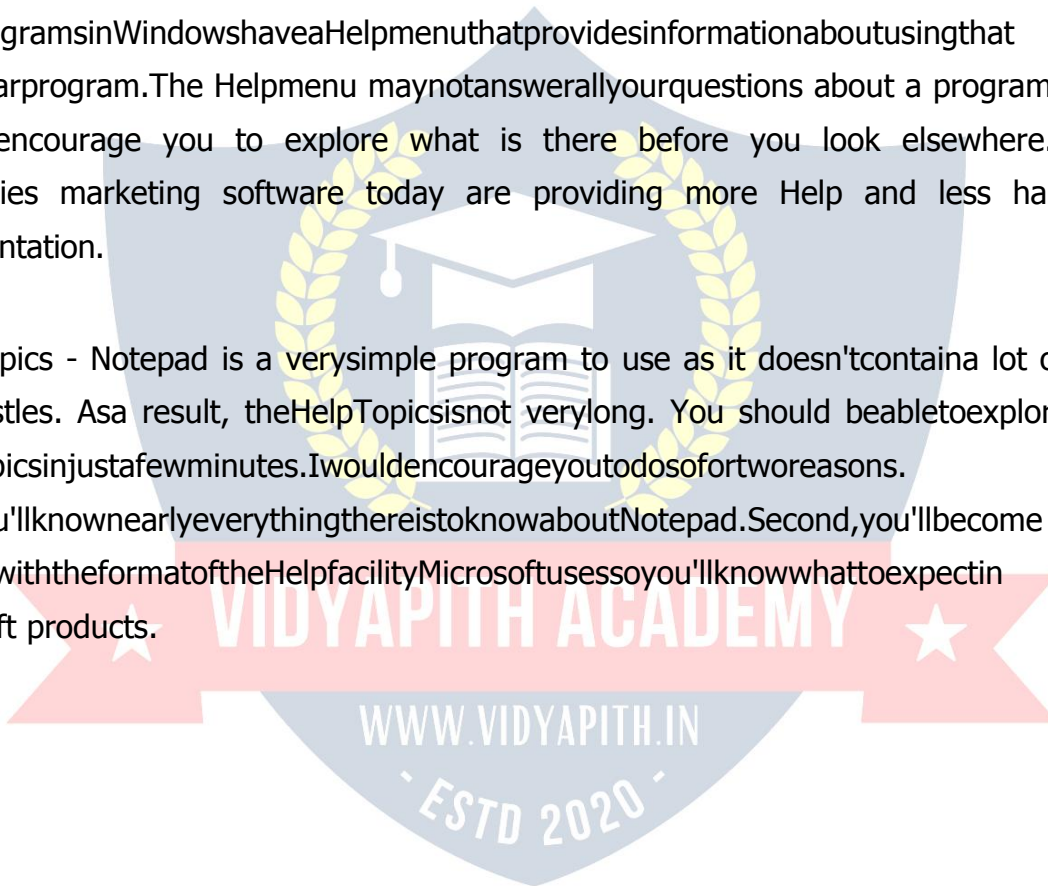 gramsinWindowshaveaHelpmenuthatprovidesinformationaboutusingthat
arprogram.The Helpmenu maynotanswerallyourquestions about a program
encourage you to explore what is there before you look elsewhere.
ies marketing software today are providing more Help and less ha
ntation.
pics - Notepad is a verysimple program to use as it doesn'tcontaina lot o
stles. Asa result, theHelpTopicsisnot verylong. You should beabletoexplor
picsinjustafewminutes.Iwouldencourageyoutodosofortworeasons.
u'llknownearlyeverythingthereistoknowaboutNotepad.Second,you'llbecome
withtheformatoftheHelpfacilityMicrosoftusessoyou'llknowwhattoexpectin
ft products.
VIDYAPITH ACADEMY
WWW.VIDYAPITH.IN
- ESTD 2020 -